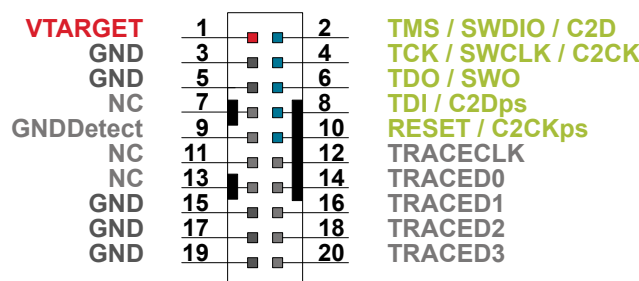 VTARGET 1 2 TMS / SWDIO / C2D
GND 3 4 TCK / SWCLK / C2CK
GND 5 6 TDO / SWO
NC 7 8 TDI / C2Dps
GNDDetect 9 10 RESET / C2CKps
NC 11 12 TRACECLK
NC 13 14 TRACED0
GND 15 16 TRACED1
GND 17 18 TRACED2
GND 19 20 TRACED3